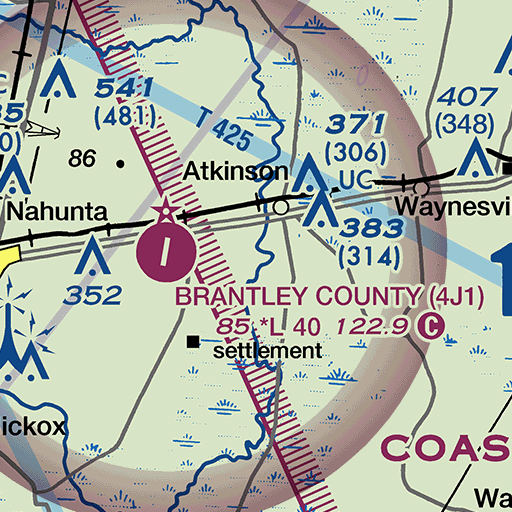 541
(481)
T 425
407
(348)
371
(306)
UC
86
Atkinson
Nahunta
Waynesvi
383
(314)
352
BRANTLEY COUNTY (4J1)
85 *L 40 122.9 C
settlement
ickox
COAS
Wa